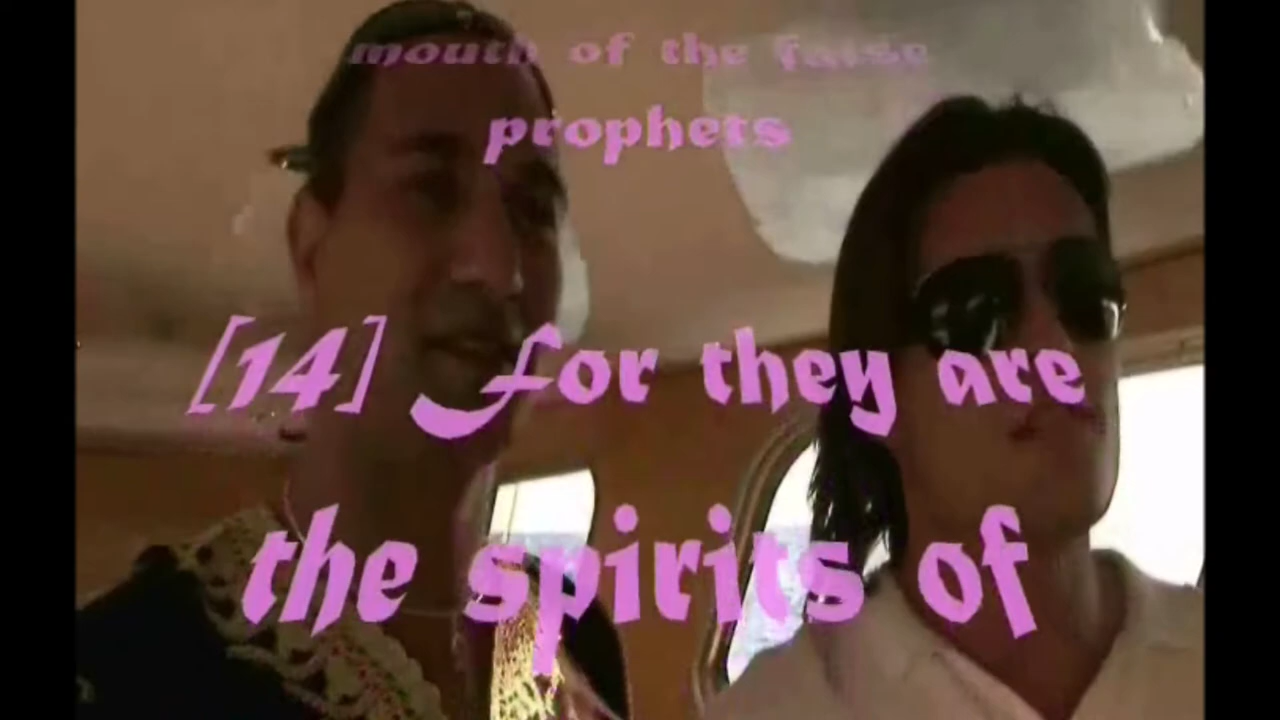 mouth of the false
prophets
[14] For they are
the spirits of